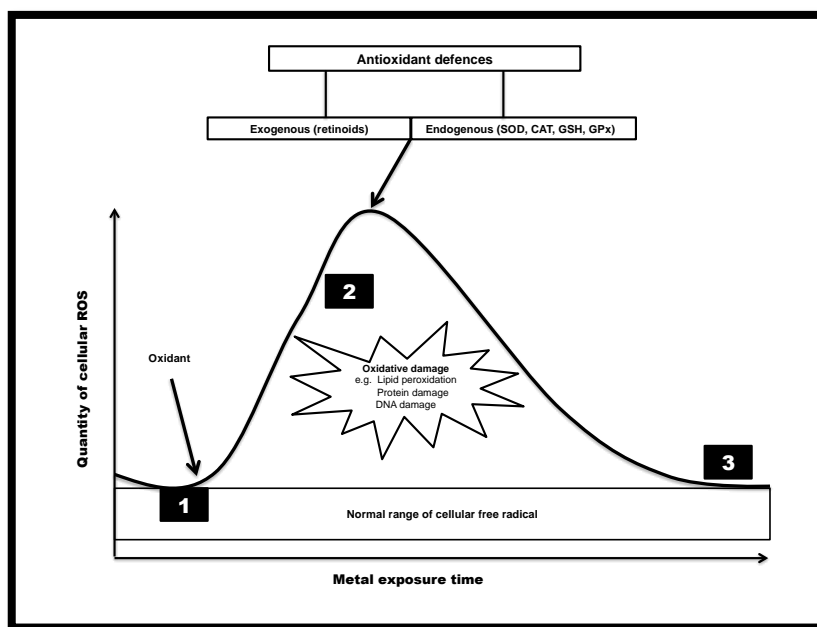 Antioxidant defences
Exogenous (retinoids)
Endogenous (SOD, CAT, GSH, GPx)
2
Quantity of cellular ROS
Oxidant
Oxidative damage
e.g. Lipid peroxidation
Protein damage
DNA damage
3
1
Normal range of cellular free radical
Metal exposure time